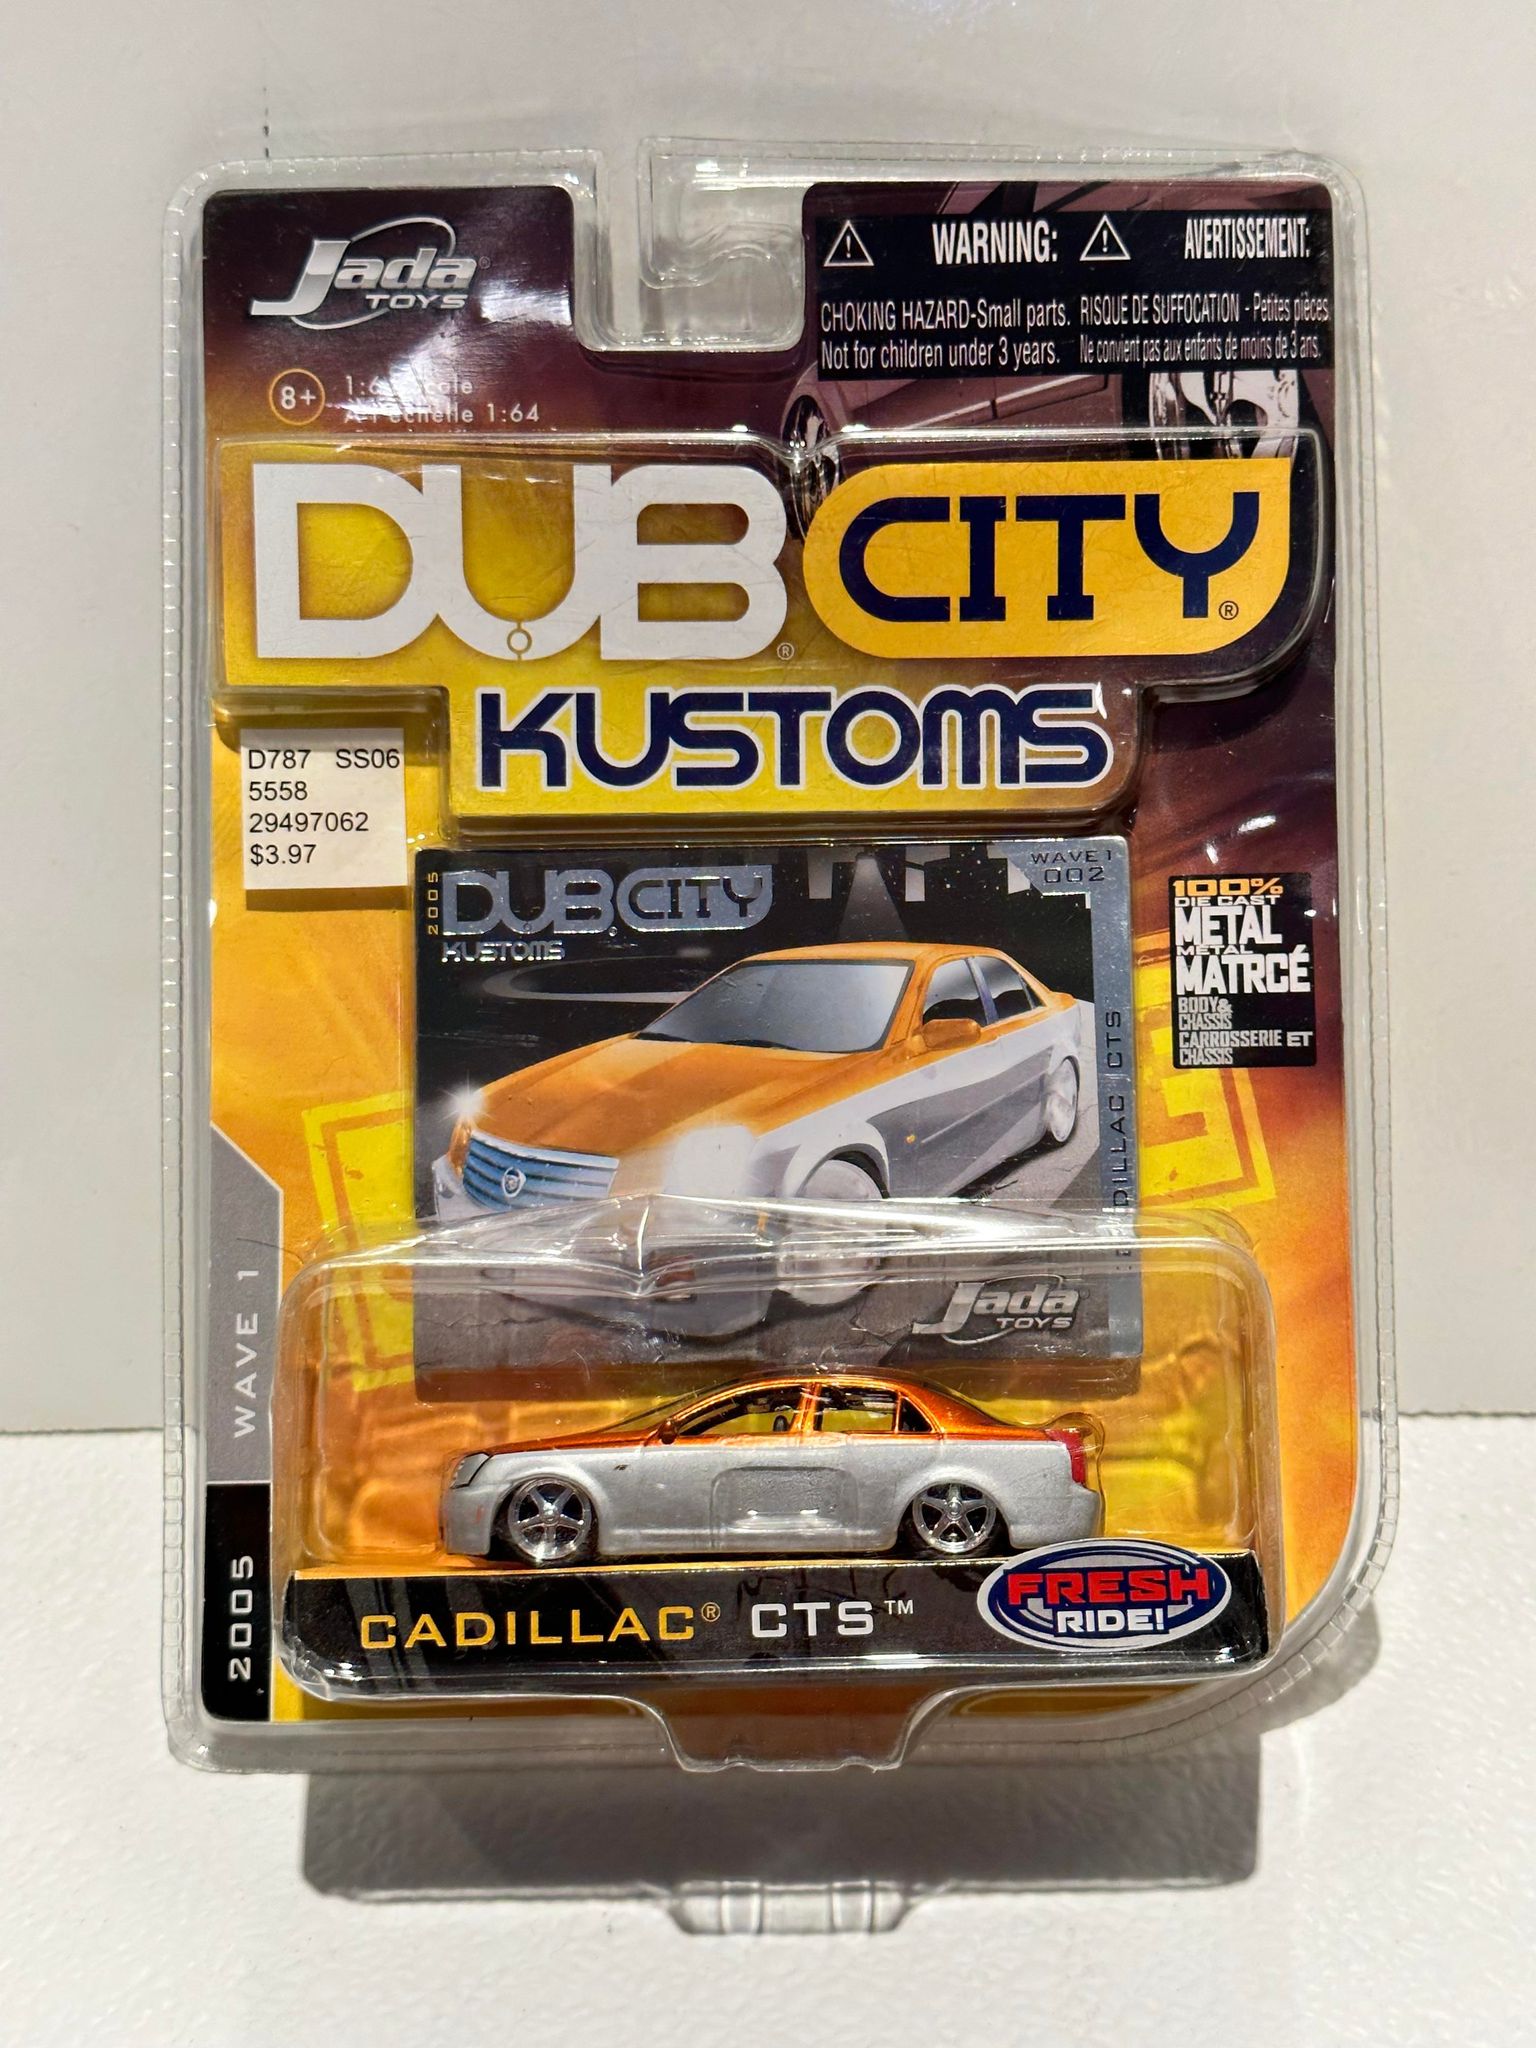 Jada®
TOYS
WARNING:
CHOKING HAZARD-Small parts.
Not for children under 3 years.
AVERTISSEMENT:
RISQUE DE SUFFOCATION - Petites pièces
Ne convient pas aux enfants de moins de 3 ans.
8+
À l'échelle 1:64
DUB® CITY®
KUSTOMS
D787 SS06
5558
29497062
$3.97
2005
DUB® CITY
KUSTOMS
WAVE 1
002
CTS
Jada
TOYS
100%
DIE CAST
METAL
METAL
MATRCÉ
BODY&
CHASSIS
CARROSSERIE ET
CHASSIS
WAVE 1
2005
CADILLAC® CTS™
FRESH
RIDE!